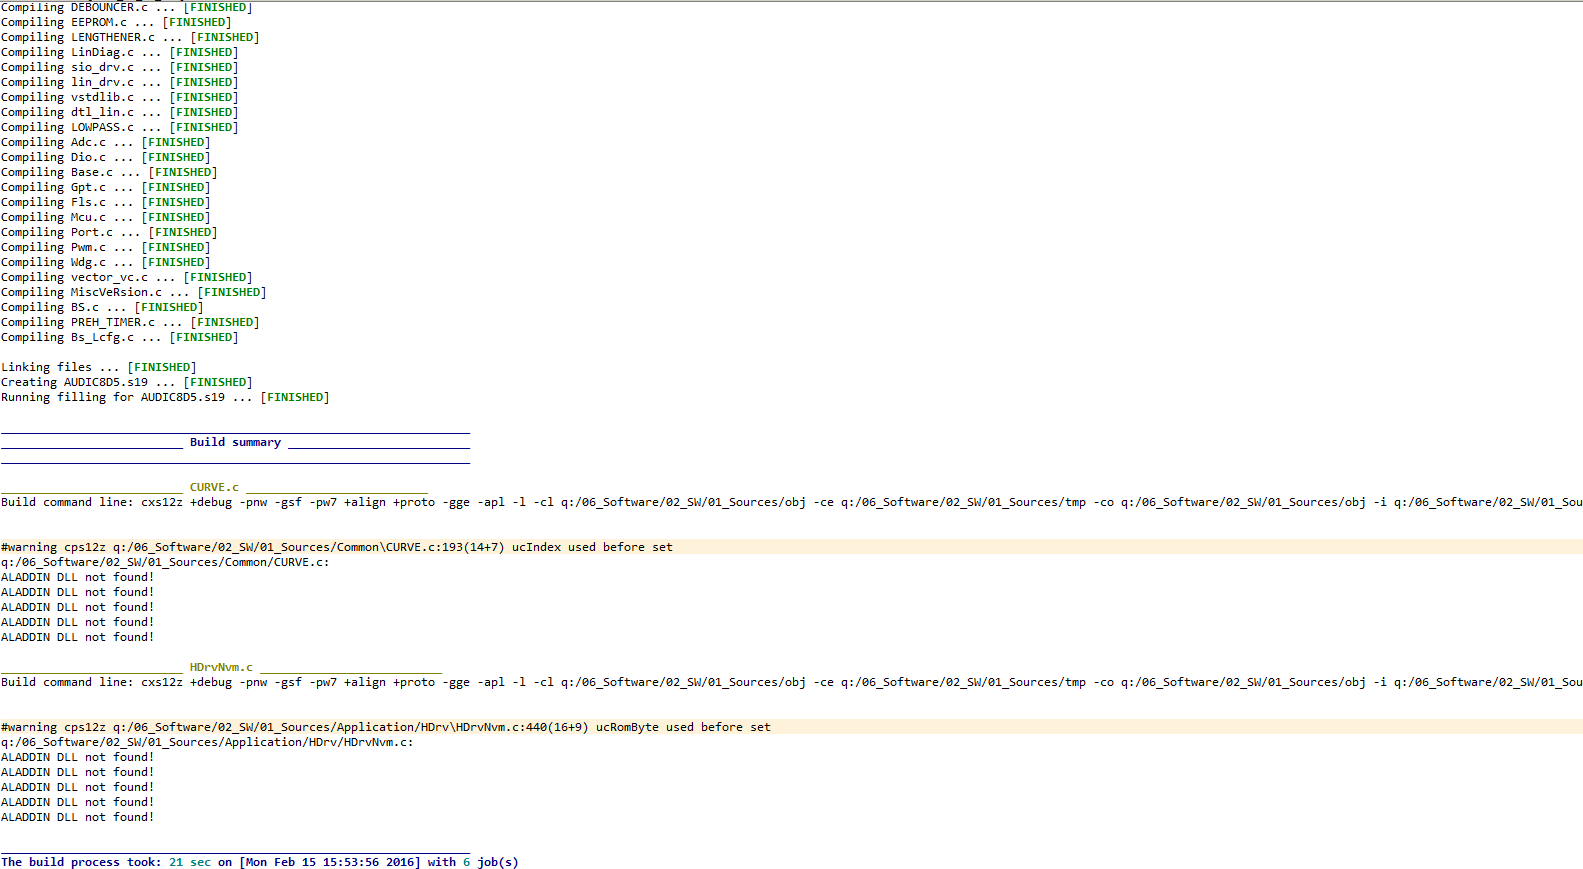 Compiling DEBOUNCER.c ... [FINISHED]
Compiling EEPROM.c ... [FINISHED]
Compiling LENGTHENER.c ... [FINISHED]
Compiling LinDiag.c ... [FINISHED]
Compiling sio_drv.c ... [FINISHED]
Compiling lin_drv.c ... [FINISHED]
Compiling vstdlib.c ... [FINISHED]
Compiling dtl_lin.c ... [FINISHED]
Compiling LOWPASS.c ... [FINISHED]
Compiling Adc.c ... [FINISHED]
Compiling Dio.c ... [FINISHED]
Compiling Base.c ... [FINISHED]
Compiling Gpt.c ... [FINISHED]
Compiling Fls.c ... [FINISHED]
Compiling Mcu.c ... [FINISHED]
Compiling Port.c ... [FINISHED]
Compiling Pwm.c ... [FINISHED]
Compiling Wdg.c ... [FINISHED]
Compiling vector_vc.c ... [FINISHED]
Compiling MiscVeRsion.c ... [FINISHED]
Compiling BS.c ... [FINISHED]
Compiling PREH_TIMER.c ... [FINISHED]
Compiling Bs_Lcfg.c ... [FINISHED]
Linking files ... [FINISHED]
Creating AUDIC8D5.s19 ... [FINISHED]
Running filling for AUDIC8D5.s19 ... [FINISHED]
Build summary
CURVE.c
Build command line: cxs12z +debug -pnw -gsf -pw7 +align +proto -gge -apl -l -cl q:/06_Software/02_SW/01_Sources/obj -ce q:/06_Software/02_SW/01_Sources/tmp -co q:/06_Software/02_SW/01_Sources/obj -i q:/06_Software/02_SW/01_Sou
#warning cps12z q:/06_Software/02_SW/01_Sources/Common\CURVE.c:193(14+7) ucIndex used before set
q:/06_Software/02_SW/01_Sources/Common/CURVE.c:
ALADDIN DLL not found!
ALADDIN DLL not found!
ALADDIN DLL not found!
ALADDIN DLL not found!
ALADDIN DLL not found!
HDrvNvm.c
Build command line: cxs12z +debug -pnw -gsf -pw7 +align +proto -gge -apl -l -cl q:/06_Software/02_SW/01_Sources/obj -ce q:/06_Software/02_SW/01_Sources/tmp -co q:/06_Software/02_SW/01_Sources/obj -i q:/06_Software/02_SW/01_Sou
#warning cps12z q:/06_Software/02_SW/01_Sources/Application/HDrv\HDrvNvm.c:440(16+9) ucRomByte used before set
q:/06_Software/02_SW/01_Sources/Application/HDrv/HDrvNvm.c:
ALADDIN DLL not found!
ALADDIN DLL not found!
ALADDIN DLL not found!
ALADDIN DLL not found!
ALADDIN DLL not found!
The build process took: 21 sec on [Mon Feb 15 15:53:56 2016] with 6 job(s)